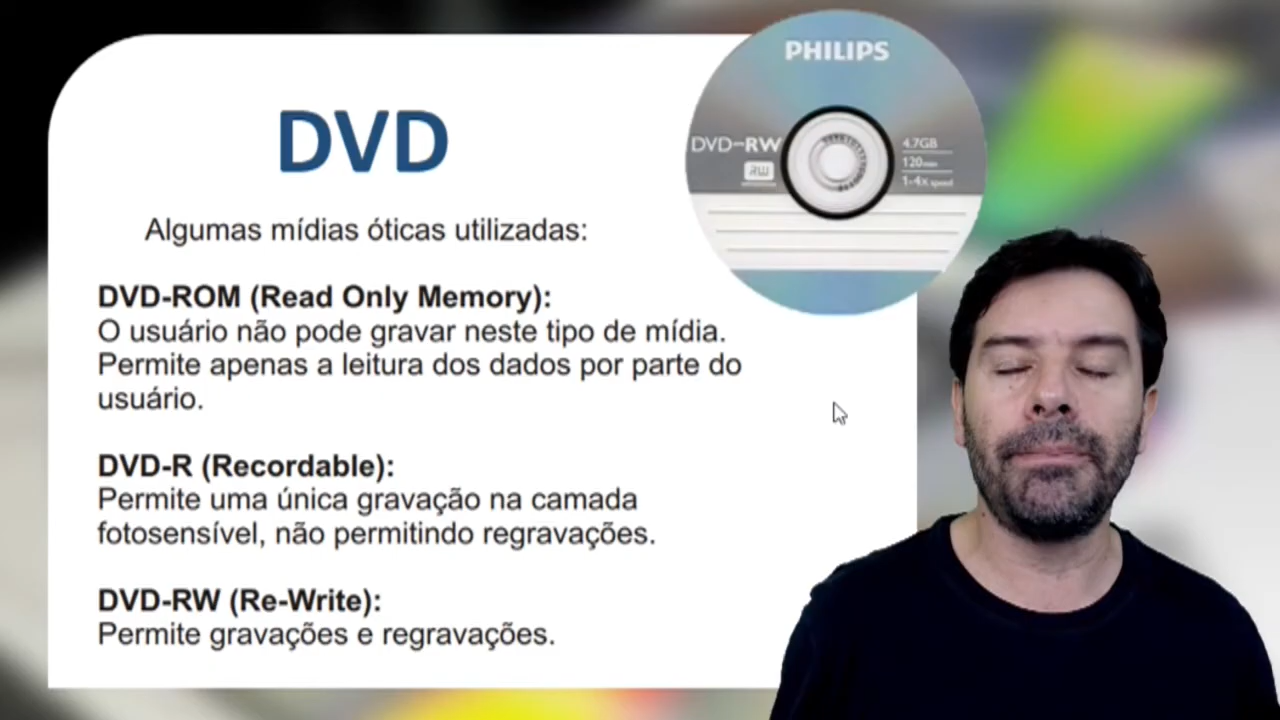 DVD
PHILIPS
DVD-RW
RW
4.7GB
120min
1-4x speed
Algumas mídias óticas utilizadas:
DVD-ROM (Read Only Memory):
O usuário não pode gravar neste tipo de mídia.
Permite apenas a leitura dos dados por parte do
usuário.
DVD-R (Recordable):
Permite uma única gravação na camada
fotosensível, não permitindo regravações.
DVD-RW (Re-Write):
Permite gravações e regravações.